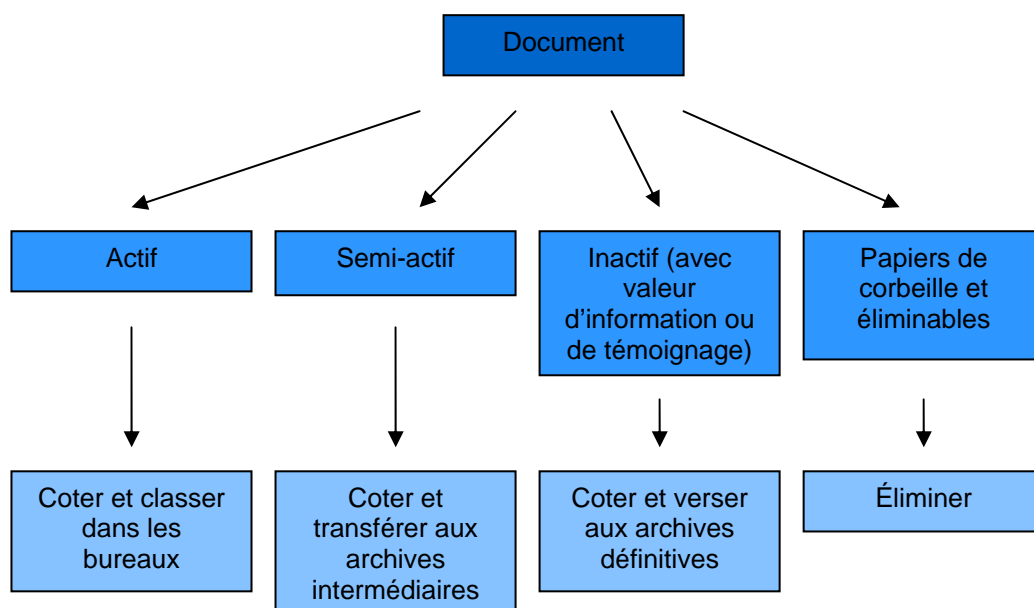 Document
Actif
Semi-actif
Inactif (avec
valeur
d’information ou
de témoignage)
Papiers de
corbeille et
éliminables
Coter et classer
dans les
bureaux
Coter et
transférer aux
archives
intermédiaires
Coter et verser
aux archives
définitives
Éliminer